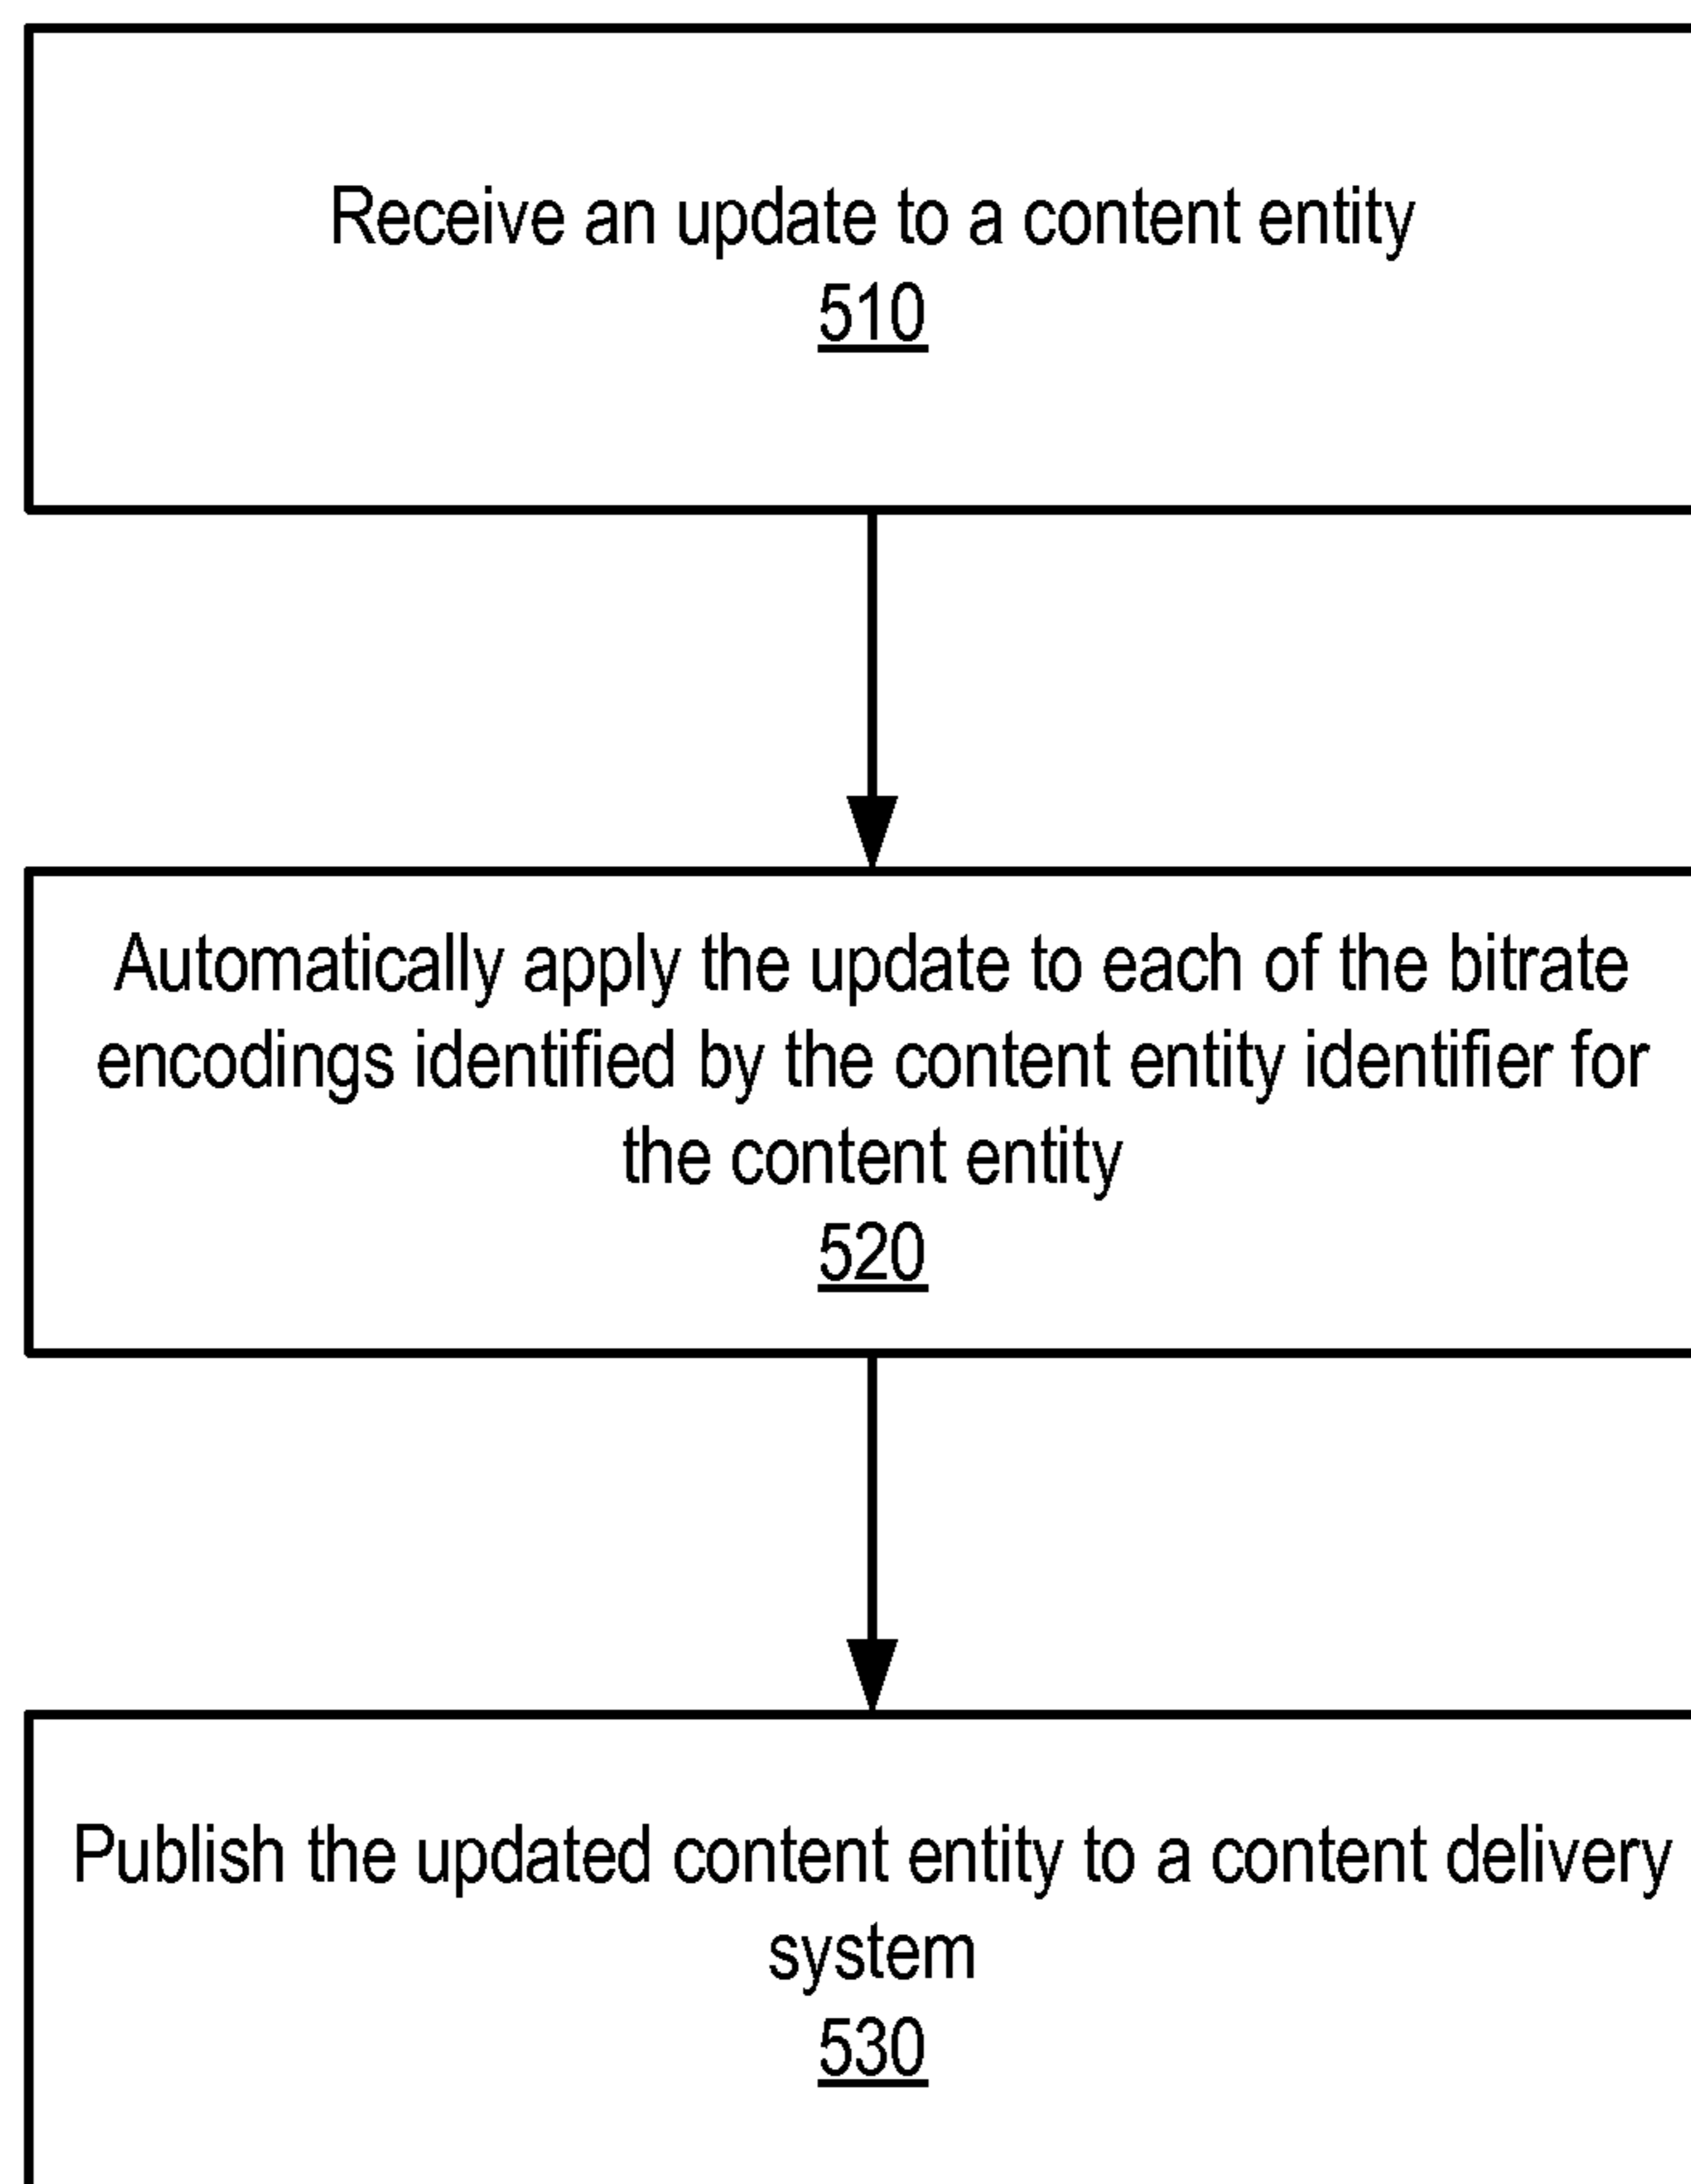 Receive an update to a content entity
510
Automatically apply the update to each of the bitrate
encodings identified by the content entity identifier for
the content entity
520
Publish the updated content entity to a content delivery
system
530